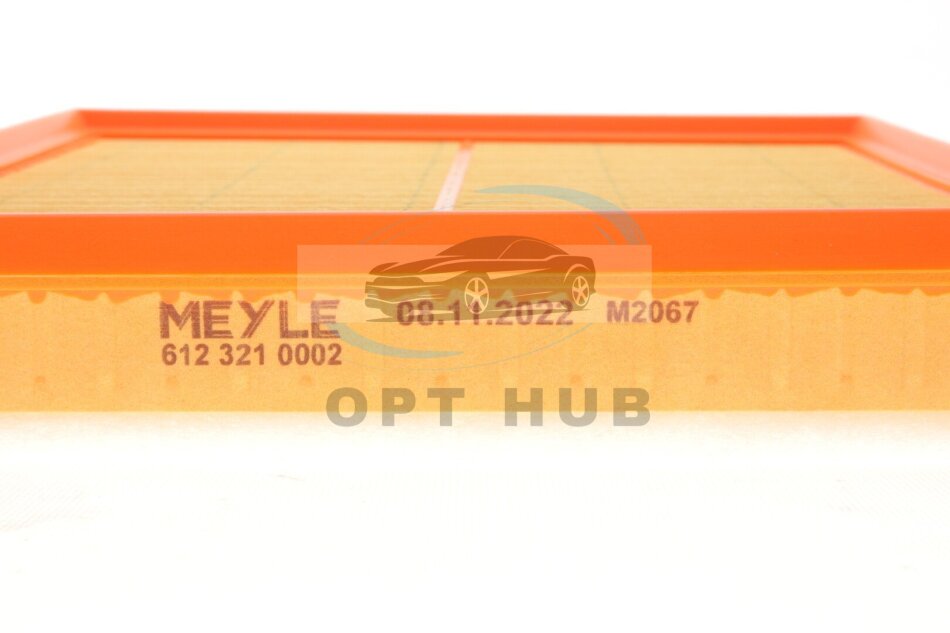 MEYLE 08.11.2022 M2067
612 321 0002
OPT HUB